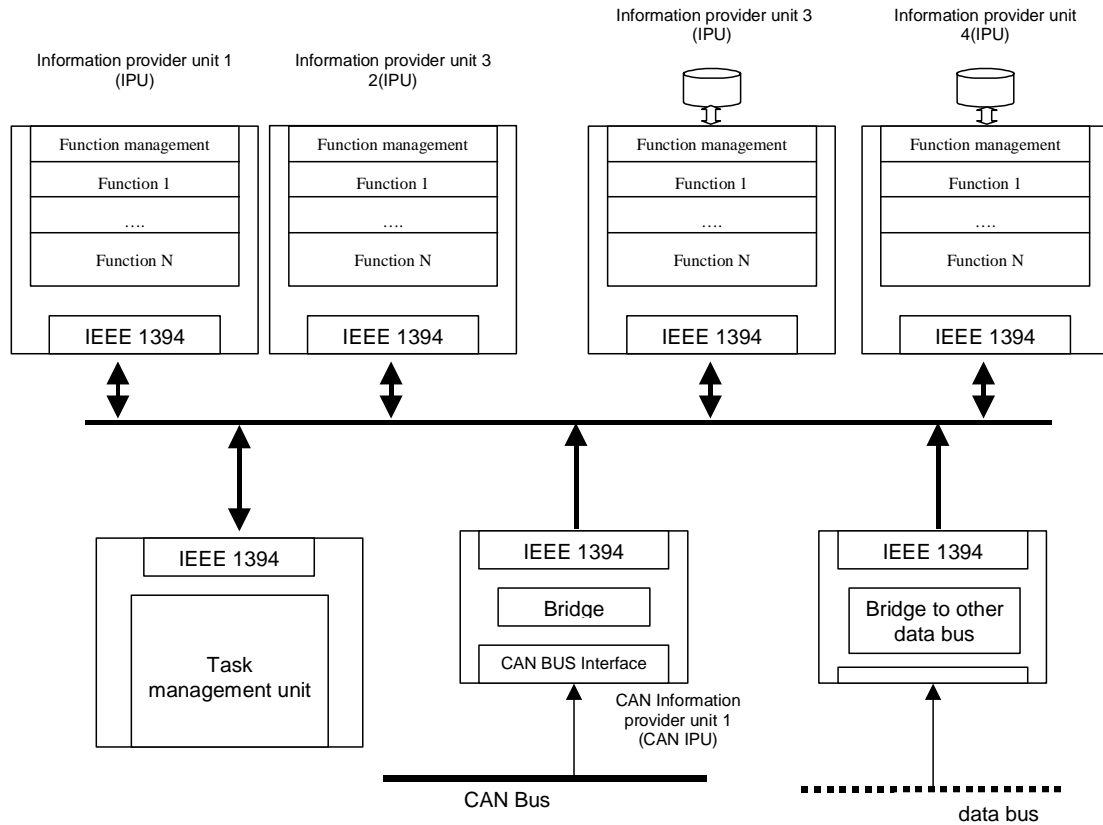 Information provider unit 1
(IPU)
Information provider unit 3
2(IPU)
Information provider unit 3
(IPU)
Information provider unit
4(IPU)
Function management
Function 1
....
Function N
IEEE 1394
Function management
Function 1
....
Function N
IEEE 1394
Function management
Function 1
....
Function N
IEEE 1394
Function management
Function 1
....
Function N
IEEE 1394
IEEE 1394
Task
management unit
IEEE 1394
Bridge
CAN BUS Interface
CAN Information
provider unit 1
(CAN IPU)
CAN Bus
IEEE 1394
Bridge to other
data bus
data bus